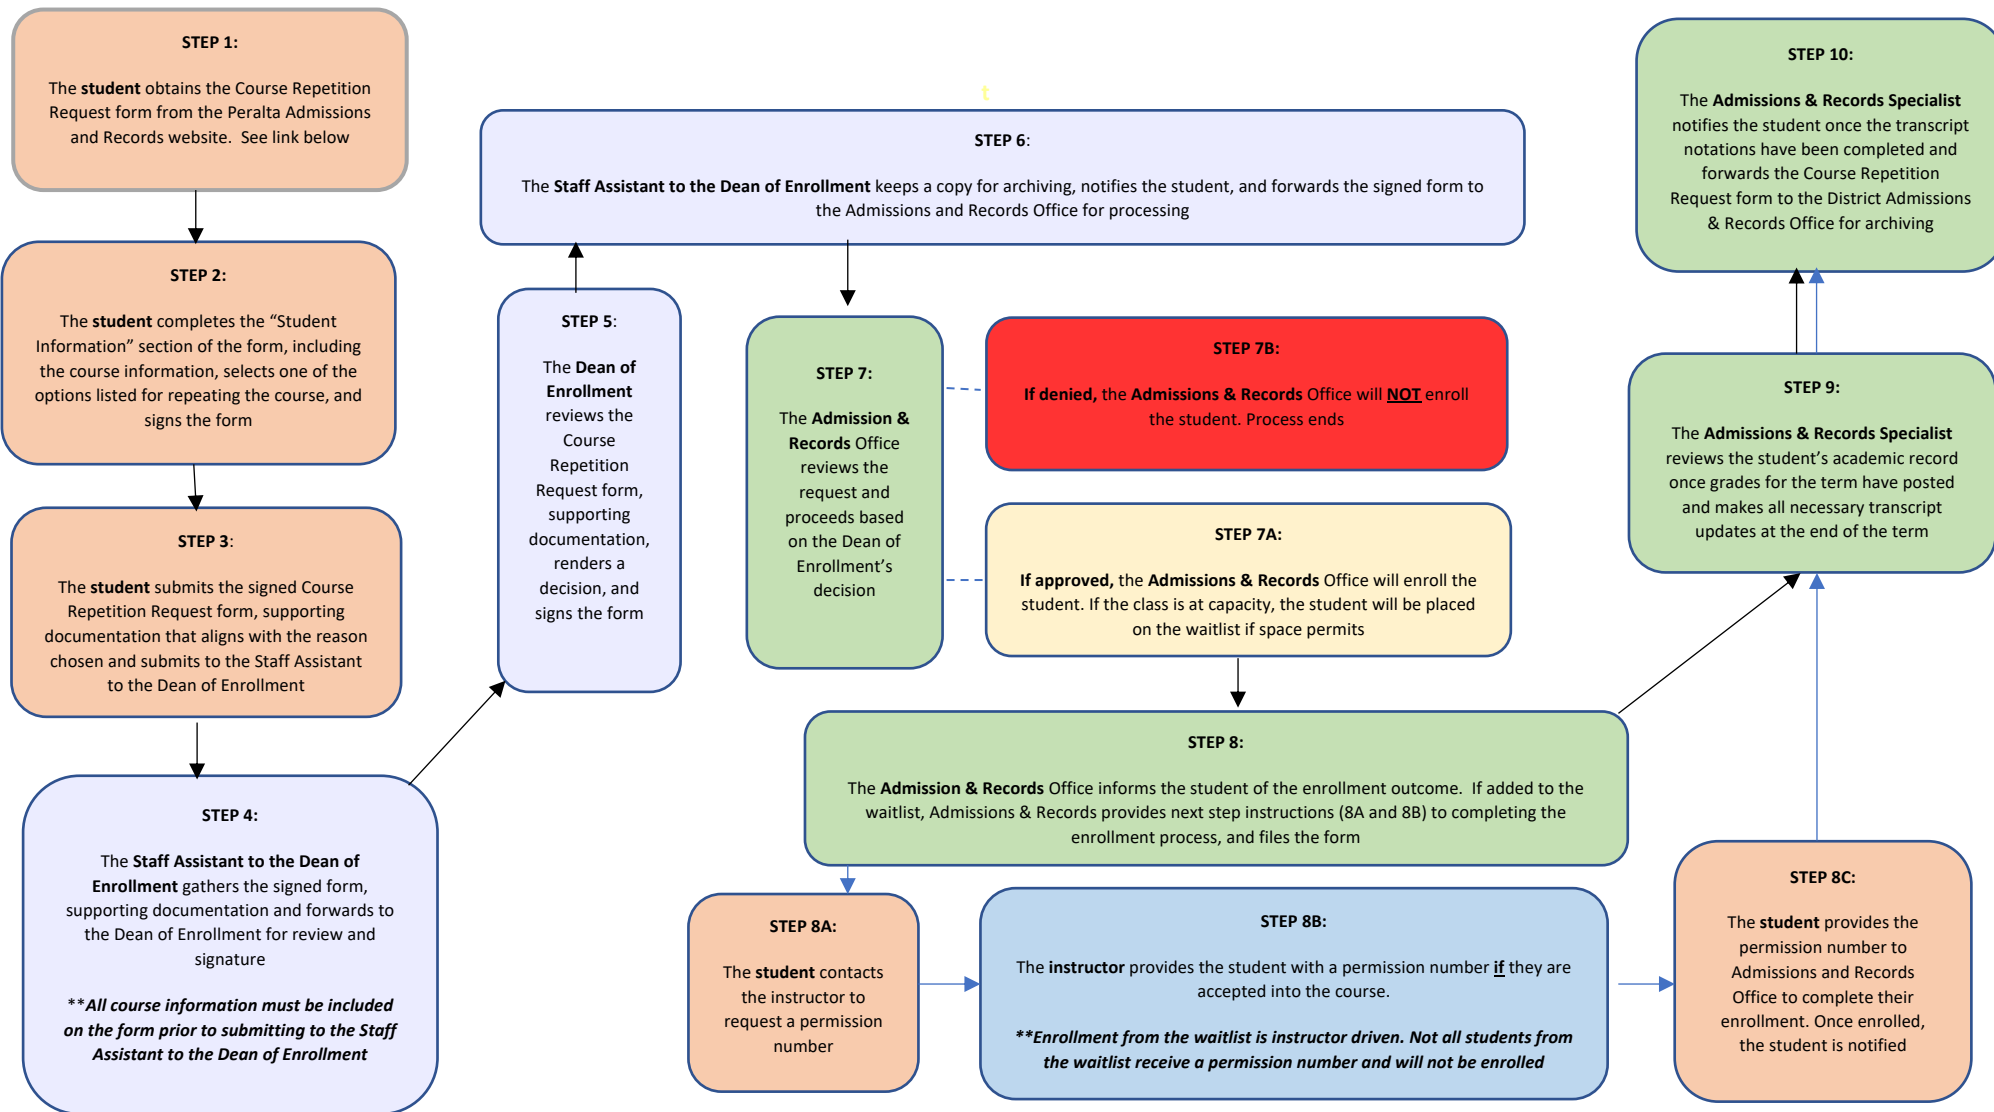 STEP 1:
The student obtains the Course Repetition
Request form from the Peralta Admissions
and Records website.  See link below
STEP 2:
The student completes the “Student
Information” section of the form, including
the course information, selects one of the
options listed for repeating the course, and
signs the form
STEP 3:
The student submits the signed Course
Repetition Request form, supporting
documentation that aligns with the reason
chosen and submits to the Staff Assistant
to the Dean of Enrollment
STEP 4:
The Staff Assistant to the Dean of
Enrollment gathers the signed form,
supporting documentation and forwards to
the Dean of Enrollment for review and
signature
**All course information must be included
on the form prior to submitting to the Staff
Assistant to the Dean of Enrollment
STEP 5:
The Dean of
Enrollment
reviews the
Course
Repetition
Request form,
supporting
documentation,
renders a
decision, and
signs the form
t
STEP 6:
The Staff Assistant to the Dean of Enrollment keeps a copy for archiving, notifies the student, and forwards the signed form to
the Admissions and Records Office for processing
STEP 7:
The Admission &
Records Office
reviews the
request and
proceeds based
on the Dean of
Enrollment’s
decision
STEP 7B:
If denied, the Admissions & Records Office will NOT enroll
the student. Process ends
STEP 7A:
If approved, the Admissions & Records Office will enroll the
student. If the class is at capacity, the student will be placed
on the waitlist if space permits
STEP 8:
The Admission & Records Office informs the student of the enrollment outcome.  If added to the
waitlist, Admissions & Records provides next step instructions (8A and 8B) to completing the
enrollment process, and files the form
STEP 8A:
The student contacts
the instructor to
request a permission
number
STEP 8B:
The instructor provides the student with a permission number if they are
accepted into the course.
**Enrollment from the waitlist is instructor driven. Not all students from
the waitlist receive a permission number and will not be enrolled
STEP 8C:
The student provides the
permission number to
Admissions and Records
Office to complete their
enrollment. Once enrolled,
the student is notified
STEP 9:
The Admissions & Records Specialist
reviews the student’s academic record
once grades for the term have posted
and makes all necessary transcript
updates at the end of the term
STEP 10:
The Admissions & Records Specialist
notifies the student once the transcript
notations have been completed and
forwards the Course Repetition
Request form to the District Admissions
& Records Office for archiving